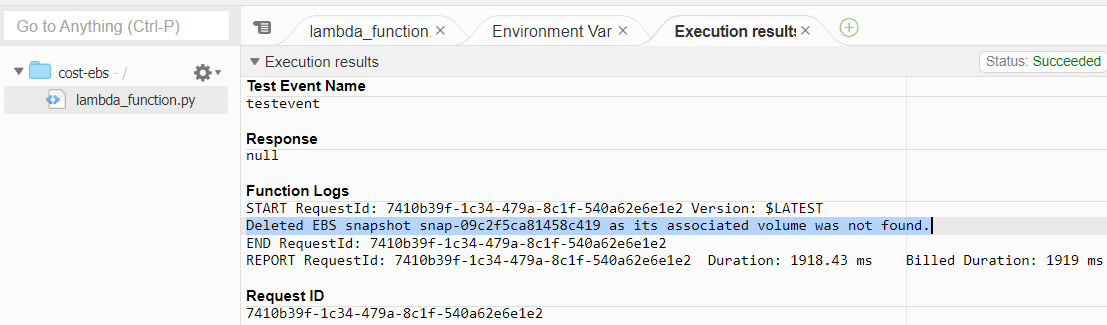 Go to Anything (Ctrl-P)
lambda_function.
Environment Var
Execution results
Execution results
Status: Succeeded
cost-ebs - /
lambda_function.py
Test Event Name
testevent
Response
null
Function Logs
START RequestId: 7410b39f-1c34-479a-8c1f-540a62e6e1e2 Version: $LATEST
Deleted EBS snapshot snap-09c2f5ca81458c419 as its associated volume was not found.
END RequestId: 7410b39f-1c34-479a-8c1f-540a62e6e1e2
REPORT RequestId: 7410b39f-1c34-479a-8c1f-540a62e6e1e2 Duration: 1918.43 ms Billed Duration: 1919 ms
Request ID
7410b39f-1c34-479a-8c1f-540a62e6e1e2